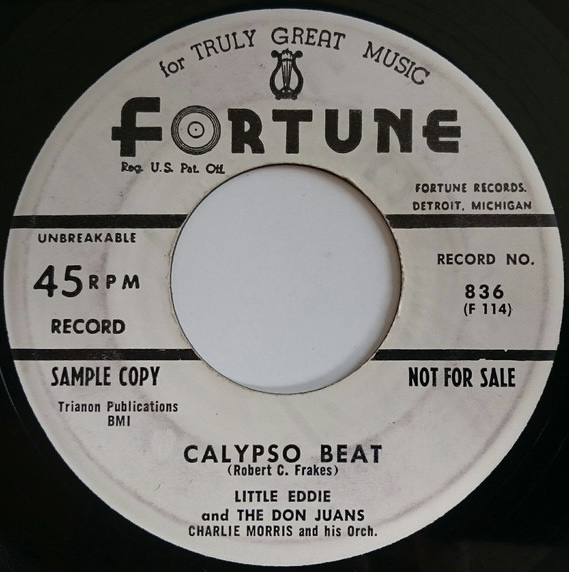 for TRULY GREAT MUSIC
FORTUNE
Reg. U.S. Pat. Off.
FORTUNE RECORDS.
DETROIT, MICHIGAN
UNBREAKABLE
45 RPM
RECORD
RECORD NO.
836
(F 114)
SAMPLE COPY
NOT FOR SALE
Trianon Publications
BMI
CALYPSO BEAT
(Robert C. Frakes)
LITTLE EDDIE
and THE DON JUANS
CHARLIE MORRIS and his Orch.